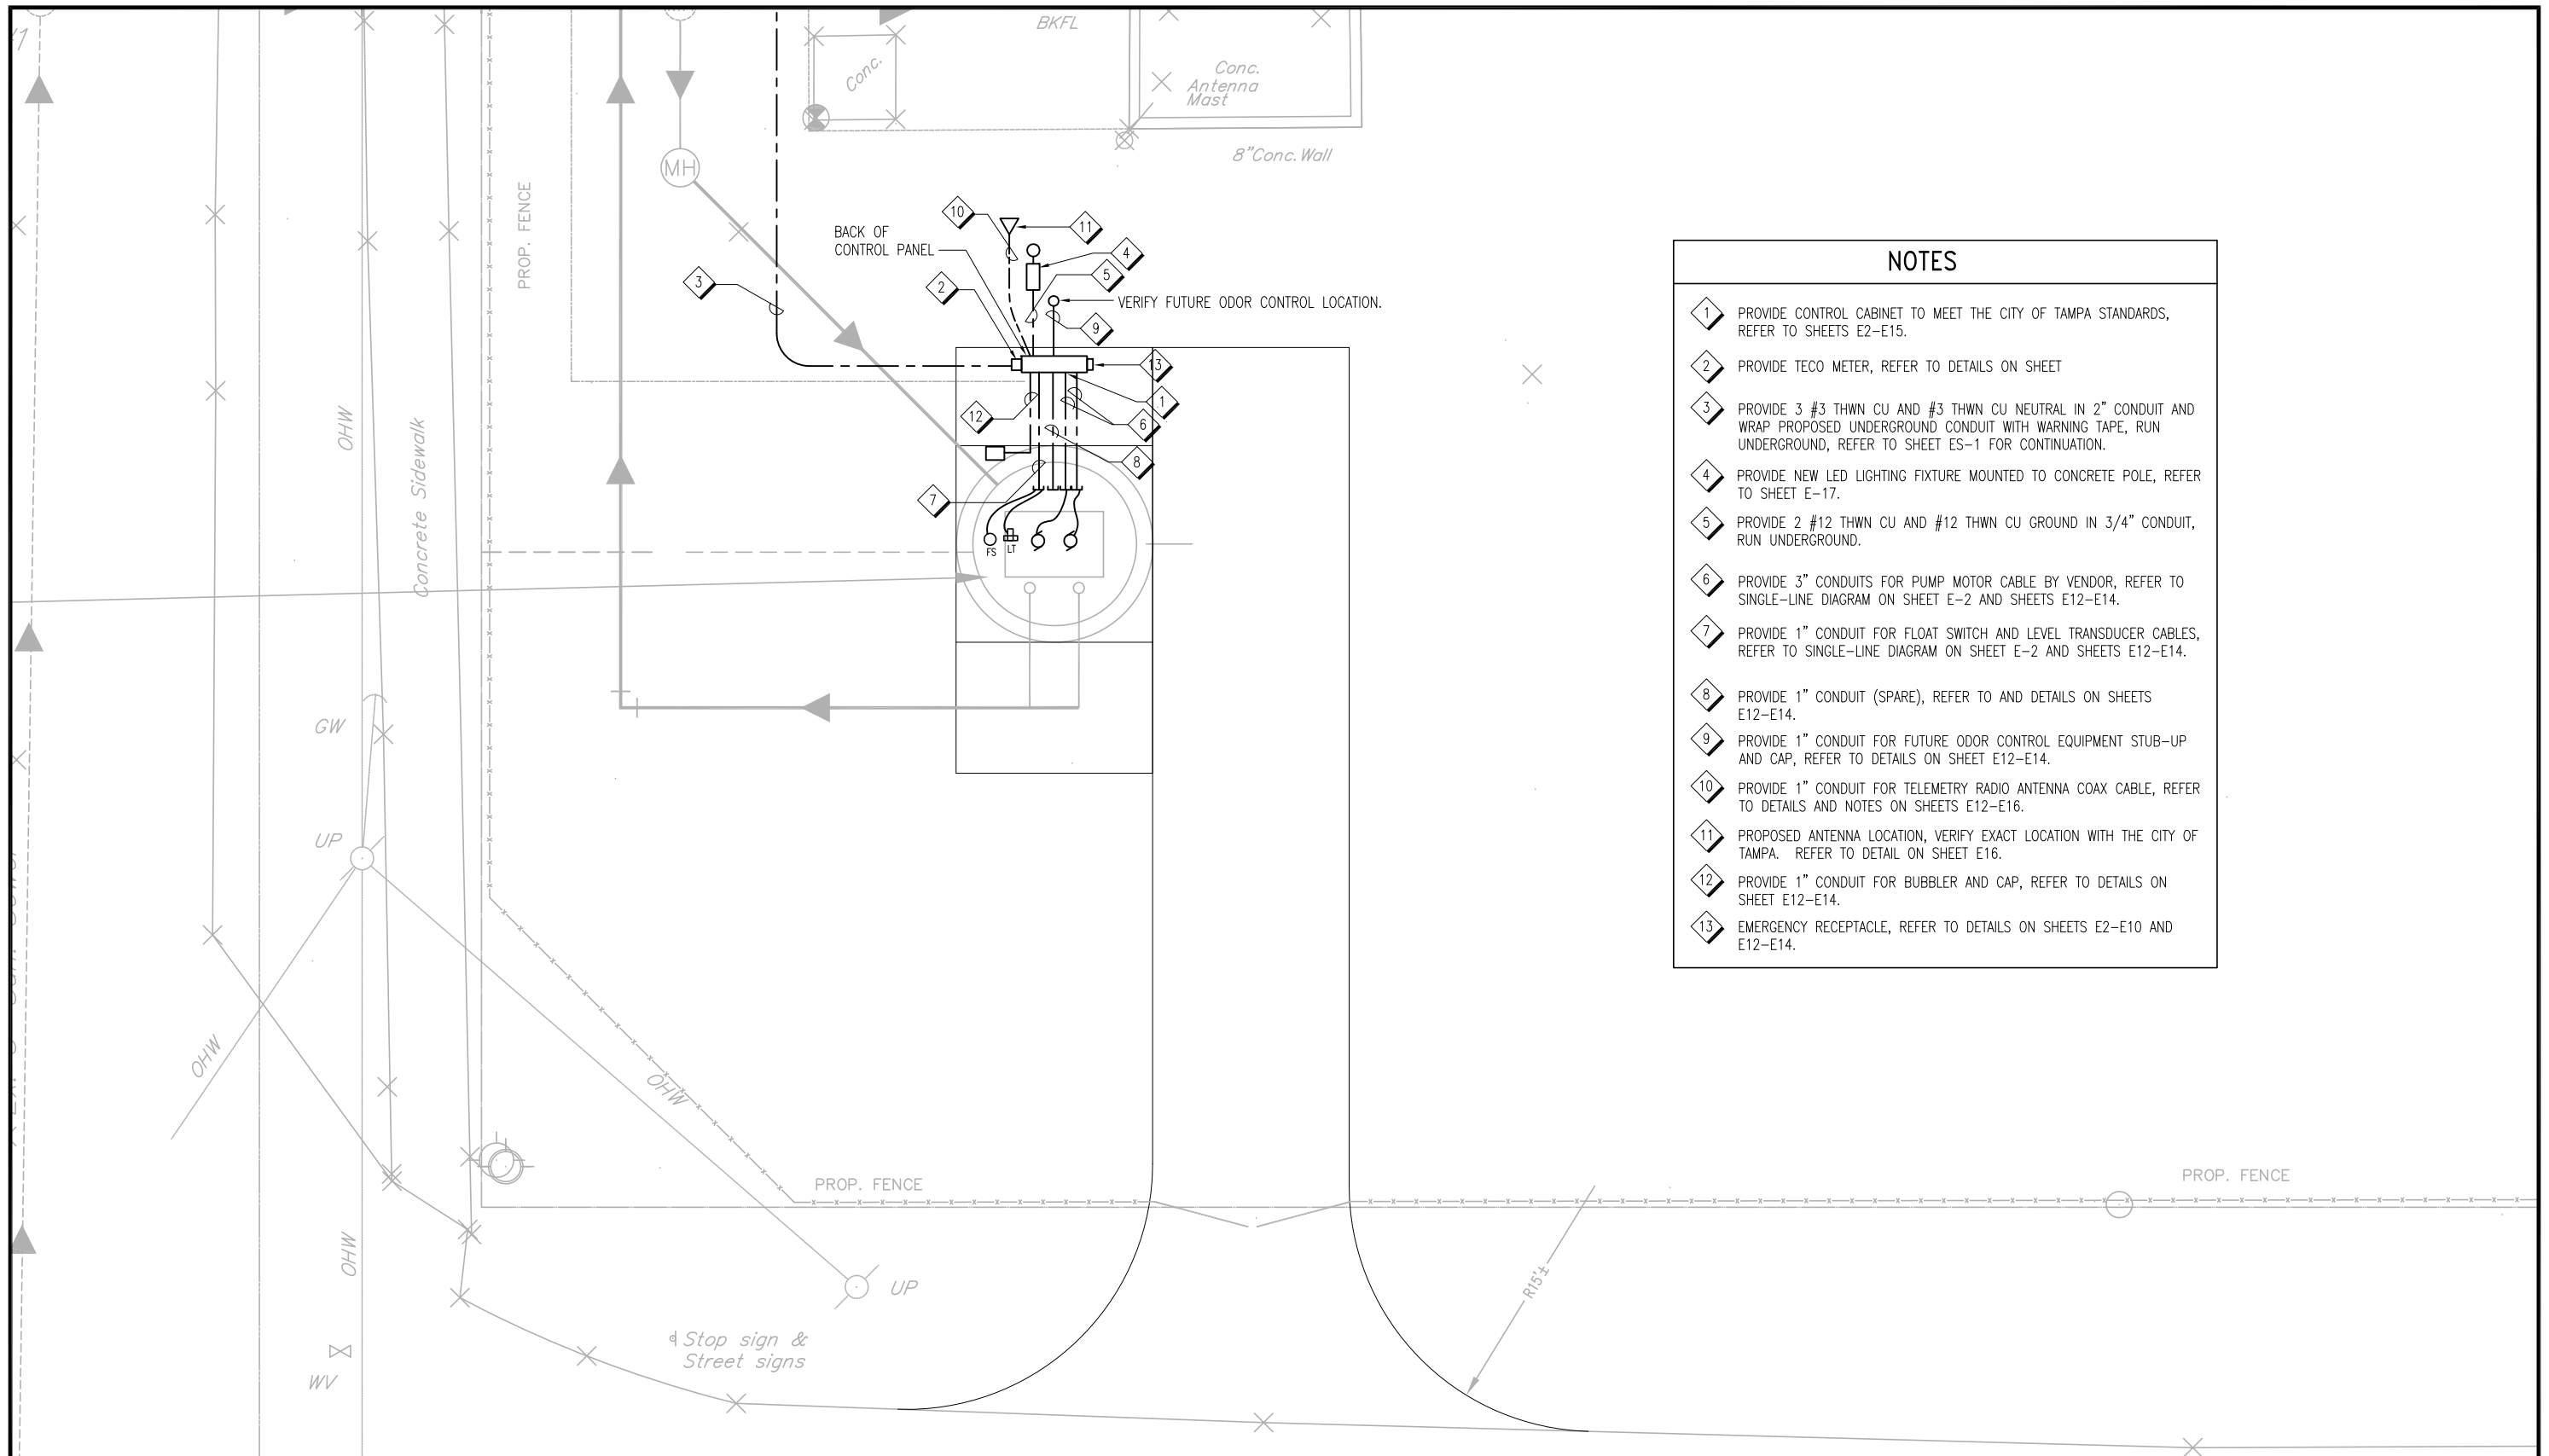 BKFL
Conc.
Conc.
Antenna
Mast
8"Conc. Wall
MH
PROP. FENCE
10
11
BACK OF
CONTROL PANEL
4
5
3
2
VERIFY FUTURE ODOR CONTROL LOCATION.
9
13
1
12
6
8
7
FS
LT
OHW
Concrete Sidewalk
GW
UP
OHW
OHW
OHW
PROP. FENCE
PROP. FENCE
UP
R15'±
Stop sign &
Street signs
WV
NOTES
1 PROVIDE CONTROL CABINET TO MEET THE CITY OF TAMPA STANDARDS,
REFER TO SHEETS E2-E15.
2 PROVIDE TECO METER, REFER TO DETAILS ON SHEET
3 PROVIDE 3 #3 THWN CU AND #3 THWN CU NEUTRAL IN 2" CONDUIT AND
WRAP PROPOSED UNDERGROUND CONDUIT WITH WARNING TAPE, RUN
UNDERGROUND, REFER TO SHEET ES-1 FOR CONTINUATION.
4 PROVIDE NEW LED LIGHTING FIXTURE MOUNTED TO CONCRETE POLE, REFER
TO SHEET E-17.
5 PROVIDE 2 #12 THWN CU AND #12 THWN CU GROUND IN 3/4" CONDUIT,
RUN UNDERGROUND.
6 PROVIDE 3" CONDUITS FOR PUMP MOTOR CABLE BY VENDOR, REFER TO
SINGLE-LINE DIAGRAM ON SHEET E-2 AND SHEETS E12-E14.
7 PROVIDE 1" CONDUIT FOR FLOAT SWITCH AND LEVEL TRANSDUCER CABLES,
REFER TO SINGLE-LINE DIAGRAM ON SHEET E-2 AND SHEETS E12-E14.
8 PROVIDE 1" CONDUIT (SPARE), REFER TO AND DETAILS ON SHEETS
E12-E14.
9 PROVIDE 1" CONDUIT FOR FUTURE ODOR CONTROL EQUIPMENT STUB-UP
AND CAP, REFER TO DETAILS ON SHEET E12-E14.
10 PROVIDE 1" CONDUIT FOR TELEMETRY RADIO ANTENNA COAX CABLE, REFER
TO DETAILS AND NOTES ON SHEETS E12-E16.
11 PROPOSED ANTENNA LOCATION, VERIFY EXACT LOCATION WITH THE CITY OF
TAMPA. REFER TO DETAIL ON SHEET E16.
12 PROVIDE 1" CONDUIT FOR BUBBLER AND CAP, REFER TO DETAILS ON
SHEET E12-E14.
13 EMERGENCY RECEPTACLE, REFER TO DETAILS ON SHEETS E2-E10 AND
E12-E14.